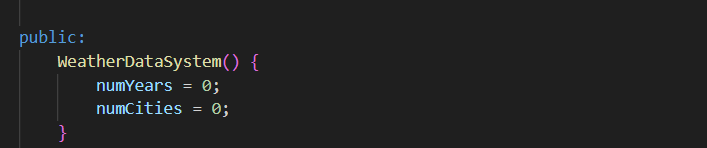 public:
    WeatherDataSystem() {
        numYears = 0;
        numCities = 0;
    }